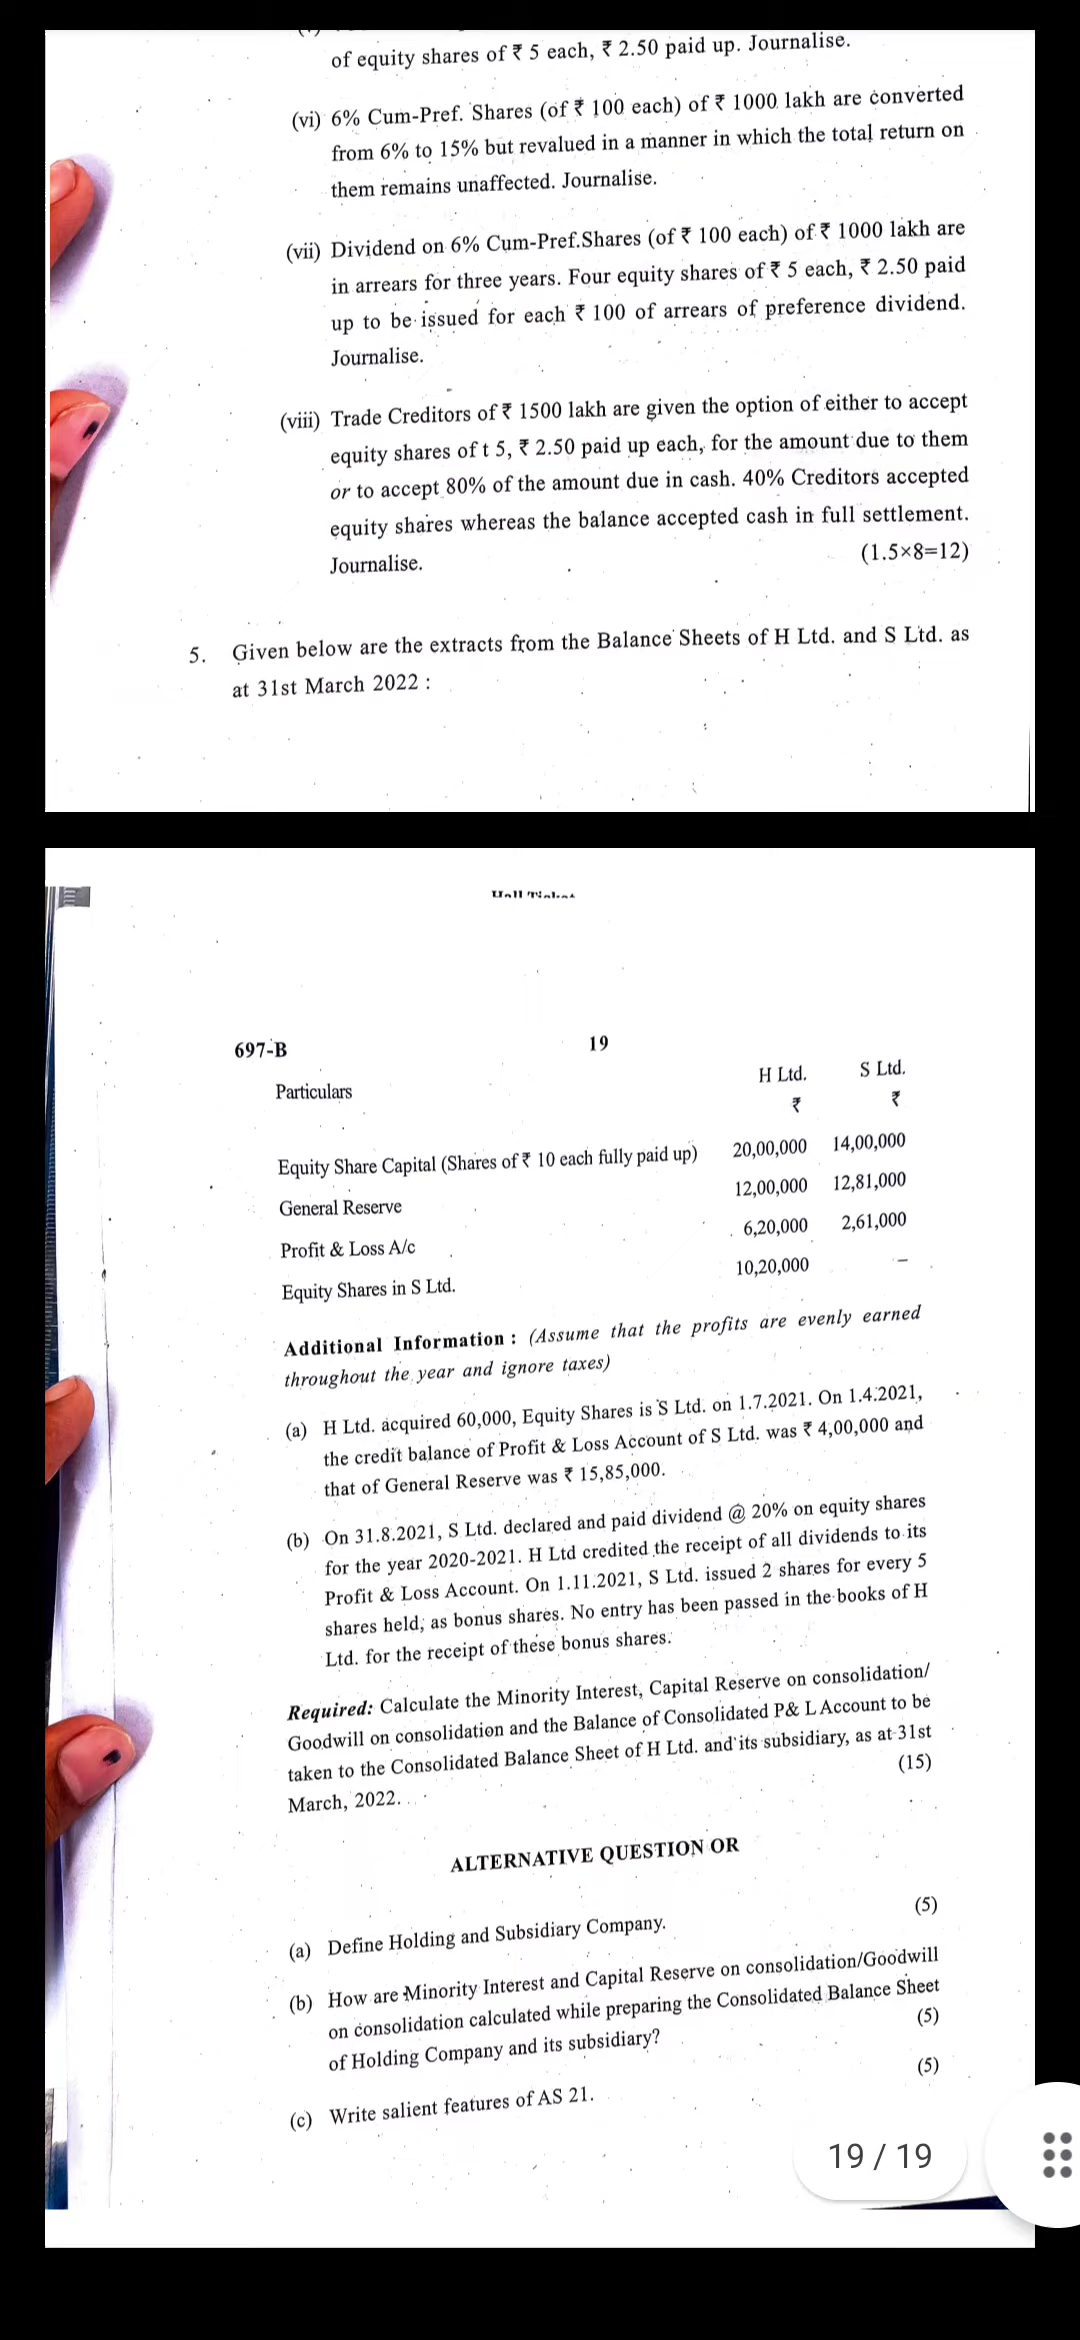 of equity shares of ₹ 5 each, ₹ 2.50 paid up. Journalise.
(vi) 6% Cum-Pref. Shares (of ₹ 100 each) of ₹ 1000 lakh are converted
from 6% to 15% but revalued in a manner in which the total return on
them remains unaffected. Journalise.
(vii) Dividend on 6% Cum-Pref.Shares (of ₹ 100 each) of ₹ 1000 lakh are
in arrears for three years. Four equity shares of ₹ 5 each, ₹ 2.50 paid
up to be issued for each ₹ 100 of arrears of preference dividend.
Journalise.
(viii) Trade Creditors of ₹ 1500 lakh are given the option of either to accept
equity shares of t 5, ₹ 2.50 paid up each, for the amount due to them
or to accept 80% of the amount due in cash. 40% Creditors accepted
equity shares whereas the balance accepted cash in full settlement.
Journalise. (1.5×8=12)
5. Given below are the extracts from the Balance Sheets of H Ltd. and S Ltd. as
at 31st March 2022 :
697-B 19
Particulars H Ltd. S Ltd.
₹ ₹
Equity Share Capital (Shares of ₹ 10 each fully paid up) 20,00,000 14,00,000
General Reserve 12,00,000 12,81,000
Profit & Loss A/c 6,20,000 2,61,000
Equity Shares in S Ltd. 10,20,000 –
Additional Information : (Assume that the profits are evenly earned
throughout the year and ignore taxes)
(a) H Ltd. acquired 60,000, Equity Shares is S Ltd. on 1.7.2021. On 1.4.2021,
the credit balance of Profit & Loss Account of S Ltd. was ₹ 4,00,000 and
that of General Reserve was ₹ 15,85,000.
(b) On 31.8.2021, S Ltd. declared and paid dividend @ 20% on equity shares
for the year 2020-2021. H Ltd credited the receipt of all dividends to its
Profit & Loss Account. On 1.11.2021, S Ltd. issued 2 shares for every 5
shares held, as bonus shares. No entry has been passed in the books of H
Ltd. for the receipt of these bonus shares.
Required: Calculate the Minority Interest, Capital Reserve on consolidation/
Goodwill on consolidation and the Balance of Consolidated P& L Account to be
taken to the Consolidated Balance Sheet of H Ltd. and its subsidiary, as at 31st
March, 2022. (15)
ALTERNATIVE QUESTION OR
(a) Define Holding and Subsidiary Company. (5)
(b) How are Minority Interest and Capital Reserve on consolidation/Goodwill
on consolidation calculated while preparing the Consolidated Balance Sheet
of Holding Company and its subsidiary? (5)
(c) Write salient features of AS 21. (5)
19 / 19